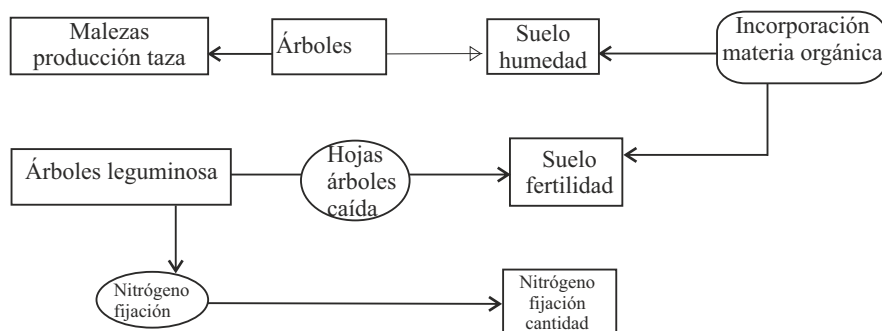 Malezas
producción taza
Árboles
Suelo
humedad
Incorporación
materia orgánica
Árboles leguminosa
Hojas
árboles
caída
Suelo
fertilidad
Nitrógeno
fijación
Nitrógeno
fijación
cantidad